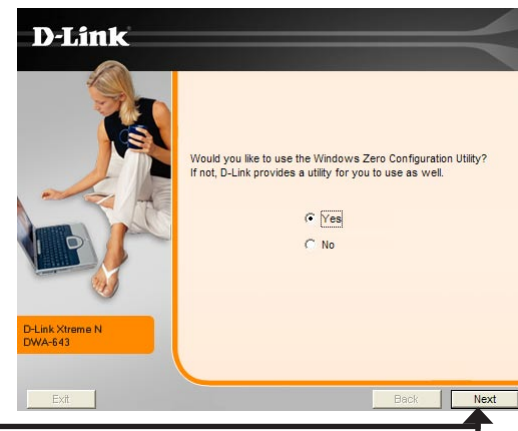 D-Link
Would you like to use the Windows Zero Configuration Utility?
If not, D-Link provides a utility for you to use as well.
Yes
No
D-Link Xtreme N
DWA-643
Exit
Back
Next